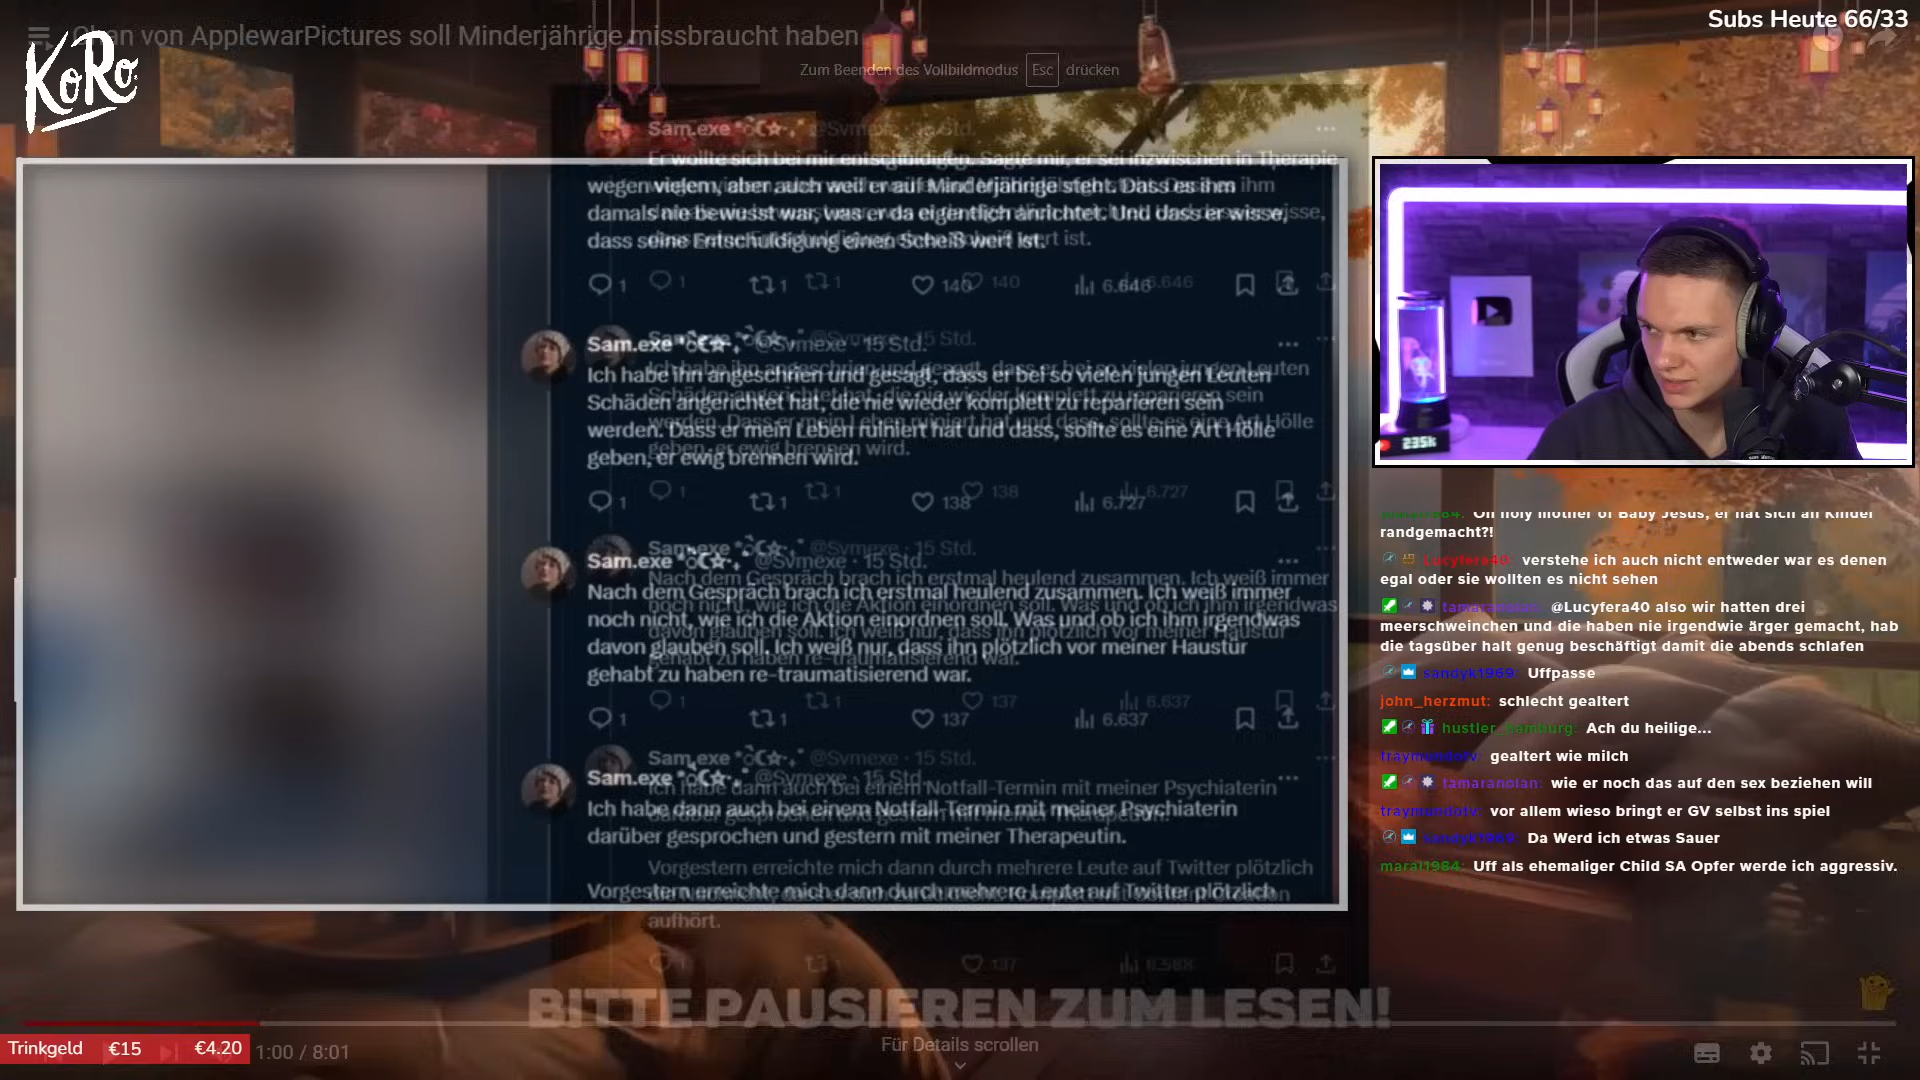 Subs Heute 66/33
von ApplewarPictures soll Minderjährige missbraucht haben
KoRo
Zum Beenden des Vollbildmodus Esc drücken
Sam.exe @Svmexe · 15 Std.
Er wollte sich bei mir entschuldigen. Sagte mir, er sei inzwischen in Therapie
wegen vielem, aber auch weil er auf Minderjährige steht. Dass es ihm
damals nie bewusst war, was er da eigentlich anrichtet. Und dass er wisse,
dass seine Entschuldigung einen Scheiß wert ist.
1 1 140 6.646
Sam.exe @Svmexe · 15 Std.
Ich habe ihn angeschrien und gesagt, dass er bei so vielen jungen Leuten
Schäden angerichtet hat, die nie wieder komplett zu reparieren sein
werden. Dass er mein Leben ruiniert hat und dass, sollte es eine Art Hölle
geben, er ewig brennen wird.
1 1 138 6.727
Sam.exe @Svmexe · 15 Std.
Nach dem Gespräch brach ich erstmal heulend zusammen. Ich weiß immer
noch nicht, wie ich die Aktion einordnen soll. Was und ob ich ihm irgendwas
davon glauben soll. Ich weiß nur, dass ihn plötzlich vor meiner Haustür
gehabt zu haben re-traumatisierend war.
1 1 137 6.637
Sam.exe @Svmexe · 15 Std.
Ich habe dann auch bei einem Notfall-Termin mit meiner Psychiaterin
darüber gesprochen und gestern mit meiner Therapeutin.
Vorgestern erreichte mich dann durch mehrere Leute auf Twitter plötzlich
aufhört.
1 1 137 6.588
BITTE PAUSIEREN ZUM LESEN!
Für Details scrollen
Trinkgeld €15 €4.20
1:00 / 8:01
235k
Oh holy mother of Baby Jesus, er hat sich an Kinder
randgemacht?!
Lucyfera40: verstehe ich auch nicht entweder war es denen
egal oder sie wollten es nicht sehen
tamaranolan: @Lucyfera40 also wir hatten drei
meerschweinchen und die haben nie irgendwie ärger gemacht, hab
die tagsüber halt genug beschäftigt damit die abends schlafen
sandyk1969: Uffpasse
john_herzmut: schlecht gealtert
hustler_hamburg: Ach du heilige...
traymundotv: gealtert wie milch
tamaranolan: wie er noch das auf den sex beziehen will
traymundotv: vor allem wieso bringt er GV selbst ins spiel
sandyk1969: Da Werd ich etwas Sauer
maral1984: Uff als ehemaliger Child SA Opfer werde ich aggressiv.